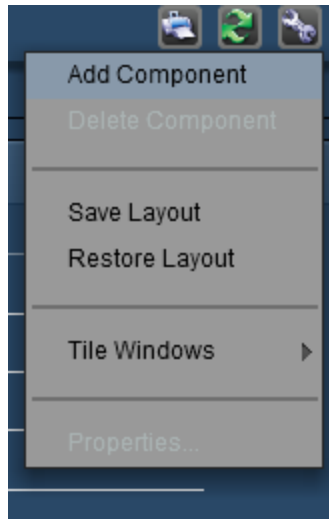 Add Component
Delete Component
Save Layout
Restore Layout
Tile Windows
Properties...